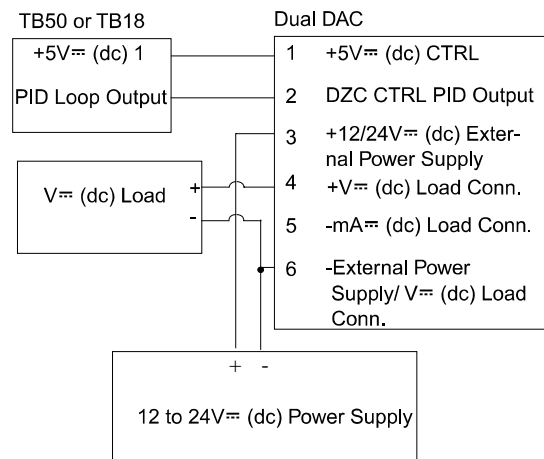 TB50 or TB18
Dual DAC
+5V⎓ (dc) 1
PID Loop Output
1 +5V⎓ (dc) CTRL
2 DZC CTRL PID Output
3 +12/24V⎓ (dc) Exter-
nal Power Supply
4 +V⎓ (dc) Load Conn.
5 -mA⎓ (dc) Load Conn.
6 -External Power
Supply/ V⎓ (dc) Load
Conn.
V⎓ (dc) Load
+
-
+ -
12 to 24V⎓ (dc) Power Supply